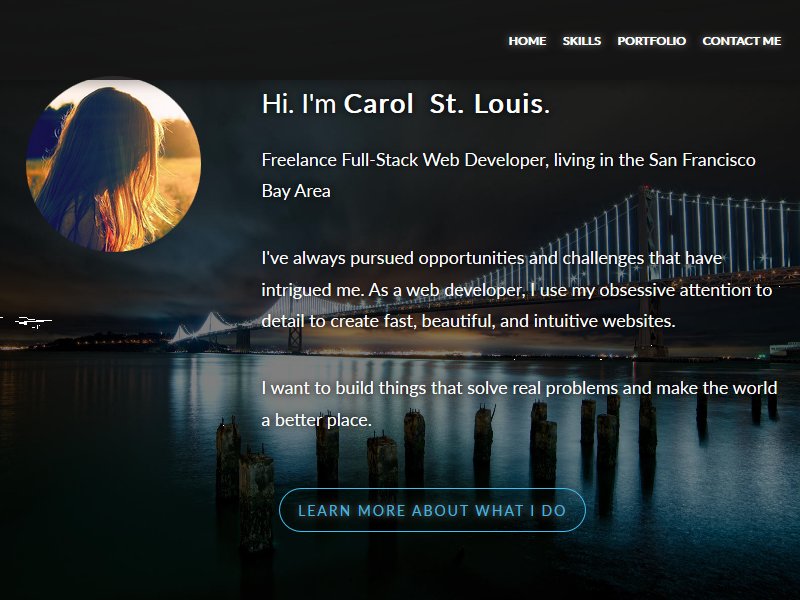 HOME SKILLS PORTFOLIO CONTACT ME
Hi. I'm Carol St. Louis.
Freelance Full-Stack Web Developer, living in the San Francisco
Bay Area
I've always pursued opportunities and challenges that have
intrigued me. As a web developer, I use my obsessive attention to
detail to create fast, beautiful, and intuitive websites.
I want to build things that solve real problems and make the world
a better place.
LEARN MORE ABOUT WHAT I DO